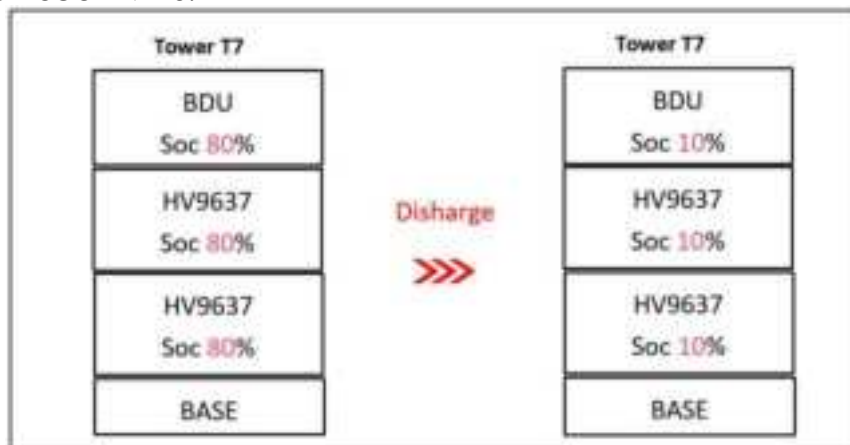 Tower T7
BDU
Soc 80%
HV9637
Soc 80%
HV9637
Soc 80%
BASE
Disharge
>>>
Tower T7
BDU
Soc 10%
HV9637
Soc 10%
HV9637
Soc 10%
BASE